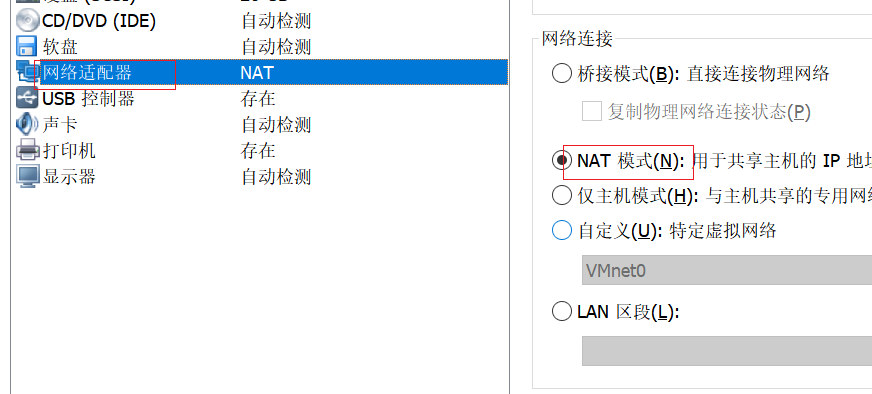 CD/DVD (IDE) 自动检测
软盘 自动检测
网络适配器 NAT
USB 控制器 存在
声卡 自动检测
打印机 存在
显示器 自动检测
网络连接
桥接模式(B): 直接连接物理网络
复制物理网络连接状态(P)
NAT 模式(N): 用于共享主机的 IP 地
仅主机模式(H): 与主机共享的专用网
自定义(U): 特定虚拟网络
VMnet0
LAN 区段(L):